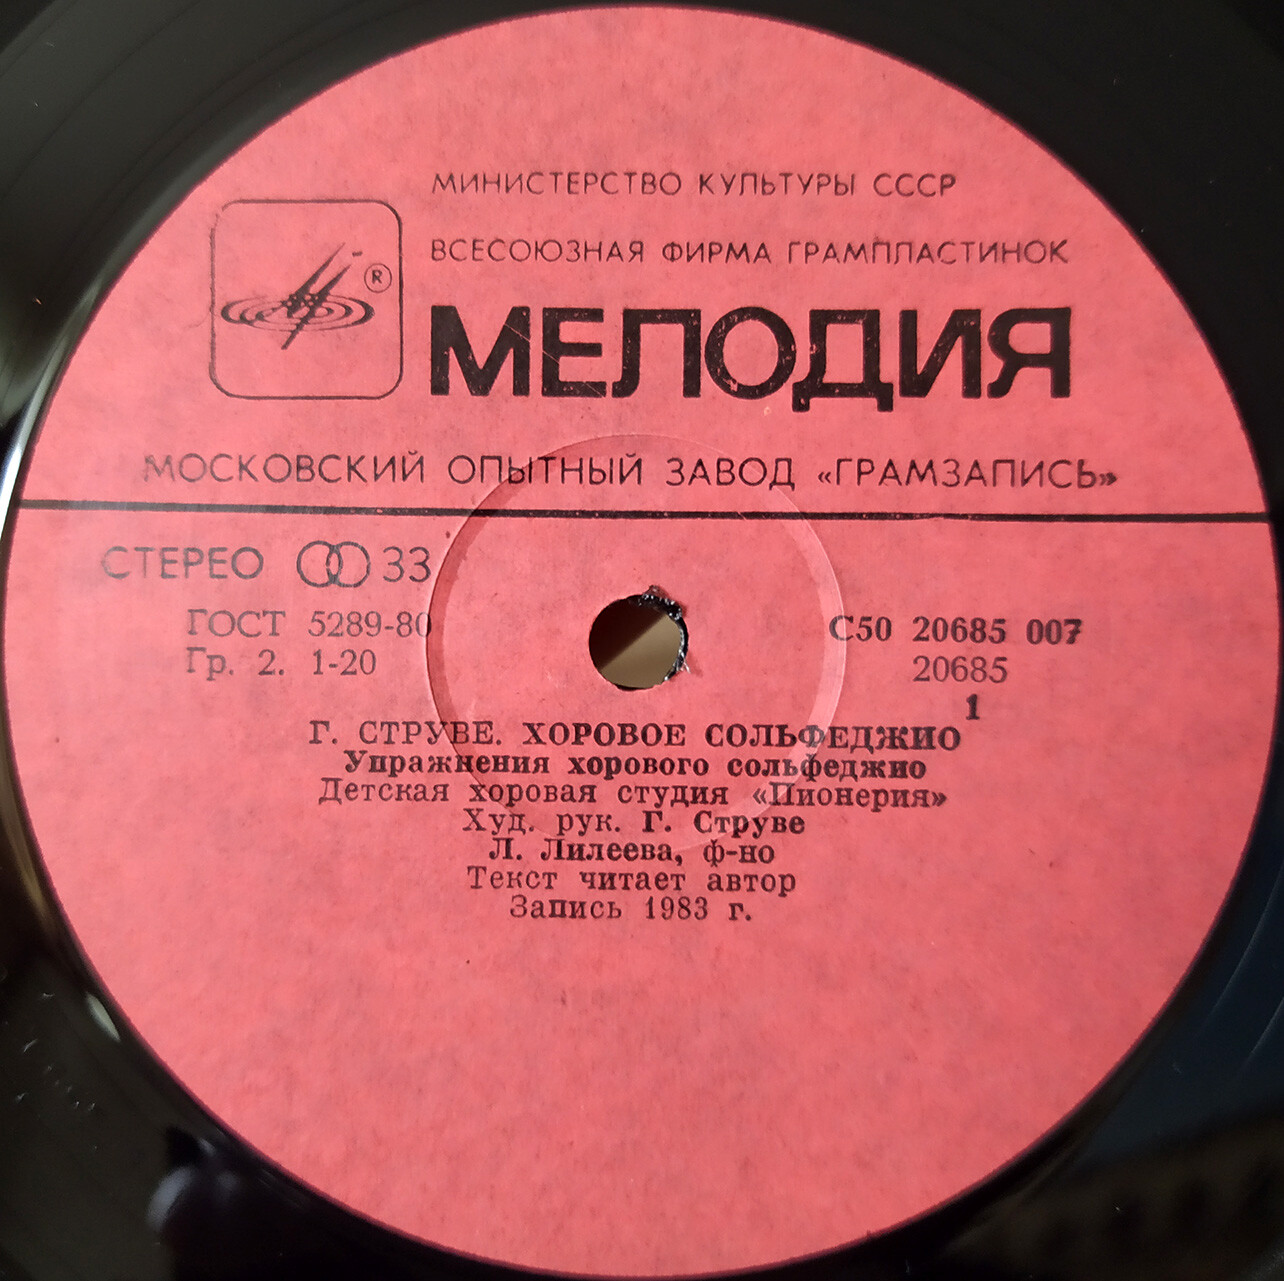 МИНИСТЕРСТВО КУЛЬТУРЫ СССР
ВСЕСОЮЗНАЯ ФИРМА ГРАМПЛАСТИНОК
®
МЕЛОДИЯ
МОСКОВСКИЙ ОПЫТНЫЙ ЗАВОД «ГРАМЗАПИСЬ»
СТЕРЕО 33
ГОСТ 5289-80
Гр. 2. 1-20
С50 20685 007
20685
1
Г. СТРУВЕ. ХОРОВОЕ СОЛЬФЕДЖИО
Упражнения хорового сольфеджио
Детская хоровая студия «Пионерия»
Худ. рук. Г. Струве
Л. Лилеева, ф-но
Текст читает автор
Запись 1983 г.